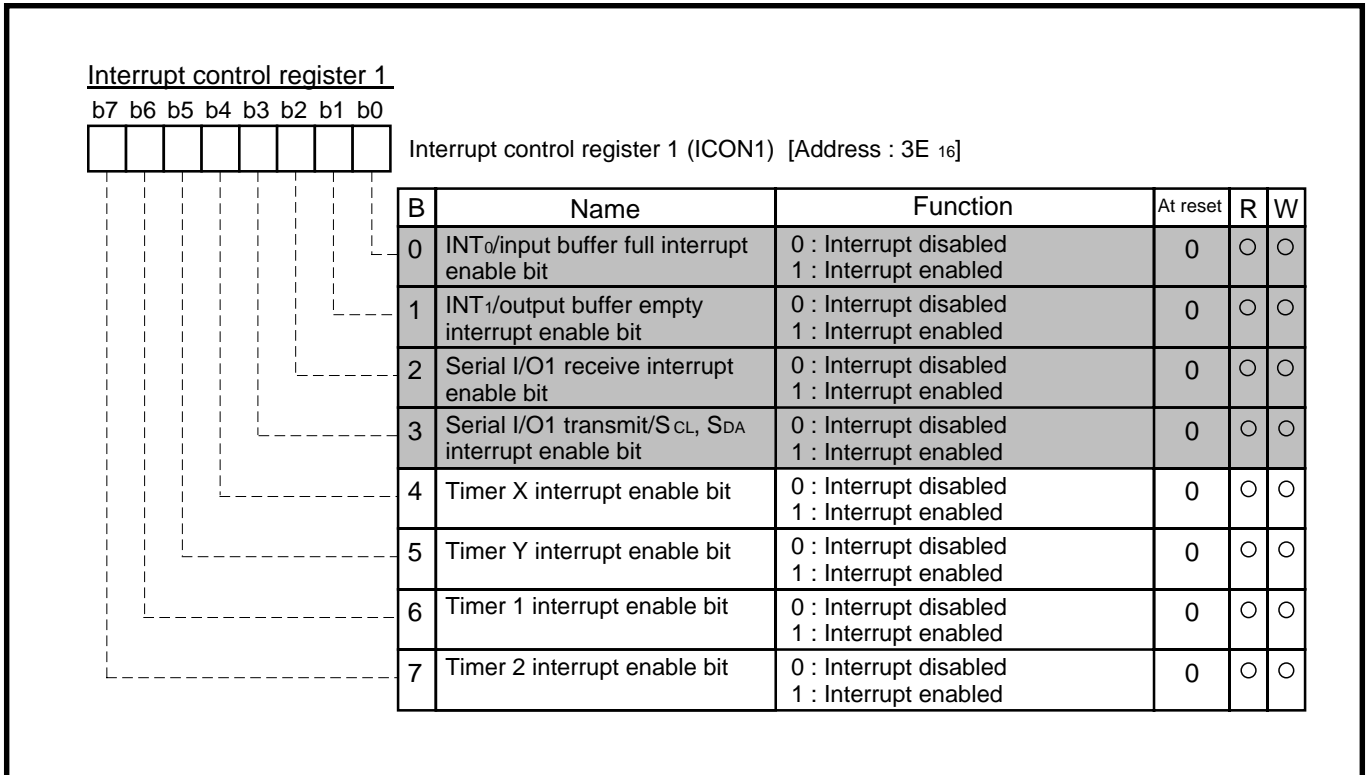 Interrupt control register 1
b7 b6 b5 b4 b3 b2 b1 b0
Interrupt control register 1 (ICON1) [Address : 3E 16]
B Name Function At reset R W
0 INT0/input buffer full interrupt enable bit 0 : Interrupt disabled 1 : Interrupt enabled 0 ○ ○
1 INT1/output buffer empty interrupt enable bit 0 : Interrupt disabled 1 : Interrupt enabled 0 ○ ○
2 Serial I/O1 receive interrupt enable bit 0 : Interrupt disabled 1 : Interrupt enabled 0 ○ ○
3 Serial I/O1 transmit/SCL, SDA interrupt enable bit 0 : Interrupt disabled 1 : Interrupt enabled 0 ○ ○
4 Timer X interrupt enable bit 0 : Interrupt disabled 1 : Interrupt enabled 0 ○ ○
5 Timer Y interrupt enable bit 0 : Interrupt disabled 1 : Interrupt enabled 0 ○ ○
6 Timer 1 interrupt enable bit 0 : Interrupt disabled 1 : Interrupt enabled 0 ○ ○
7 Timer 2 interrupt enable bit 0 : Interrupt disabled 1 : Interrupt enabled 0 ○ ○